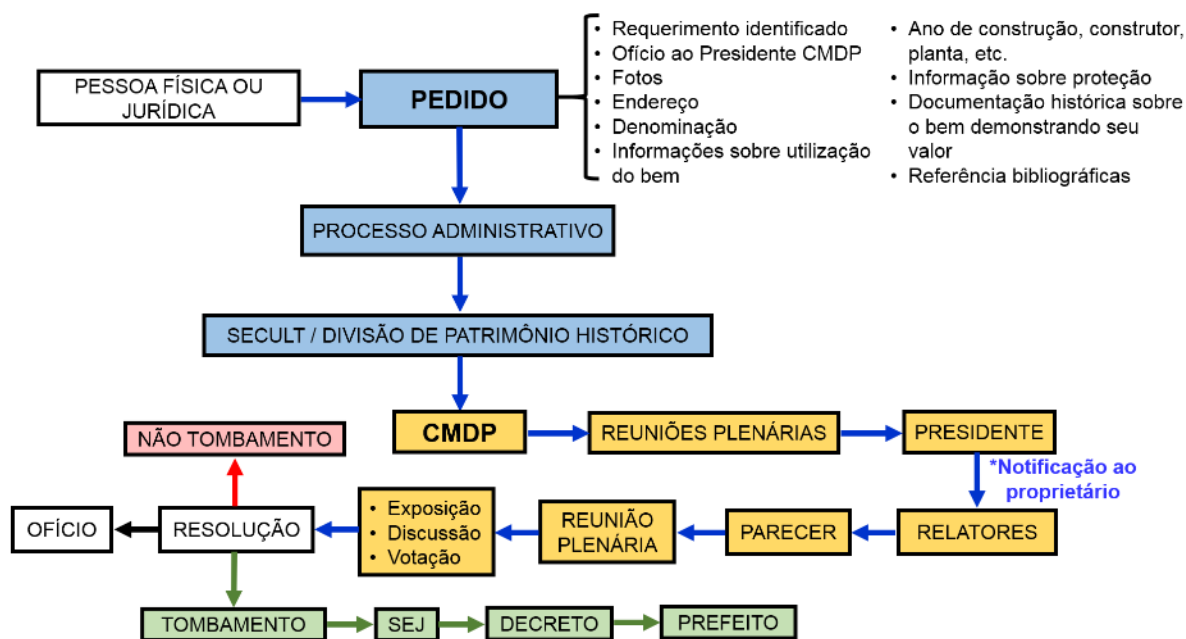 PESSOA FÍSICA OU
JURÍDICA
PEDIDO
• Requerimento identificado
• Ofício ao Presidente CMDP
• Fotos
• Endereço
• Denominação
• Informações sobre utilização
do bem
• Ano de construção, construtor,
planta, etc.
• Informação sobre proteção
• Documentação histórica sobre
o bem demonstrando seu
valor
• Referência bibliográficas
PROCESSO ADMINISTRATIVO
SECULT / DIVISÃO DE PATRIMÔNIO HISTÓRICO
CMDP
REUNIÕES PLENÁRIAS
PRESIDENTE
*Notificação ao
proprietário
RELATORES
PARECER
REUNIÃO
PLENÁRIA
• Exposição
• Discussão
• Votação
RESOLUÇÃO
OFÍCIO
NÃO TOMBAMENTO
TOMBAMENTO
SEJ
DECRETO
PREFEITO